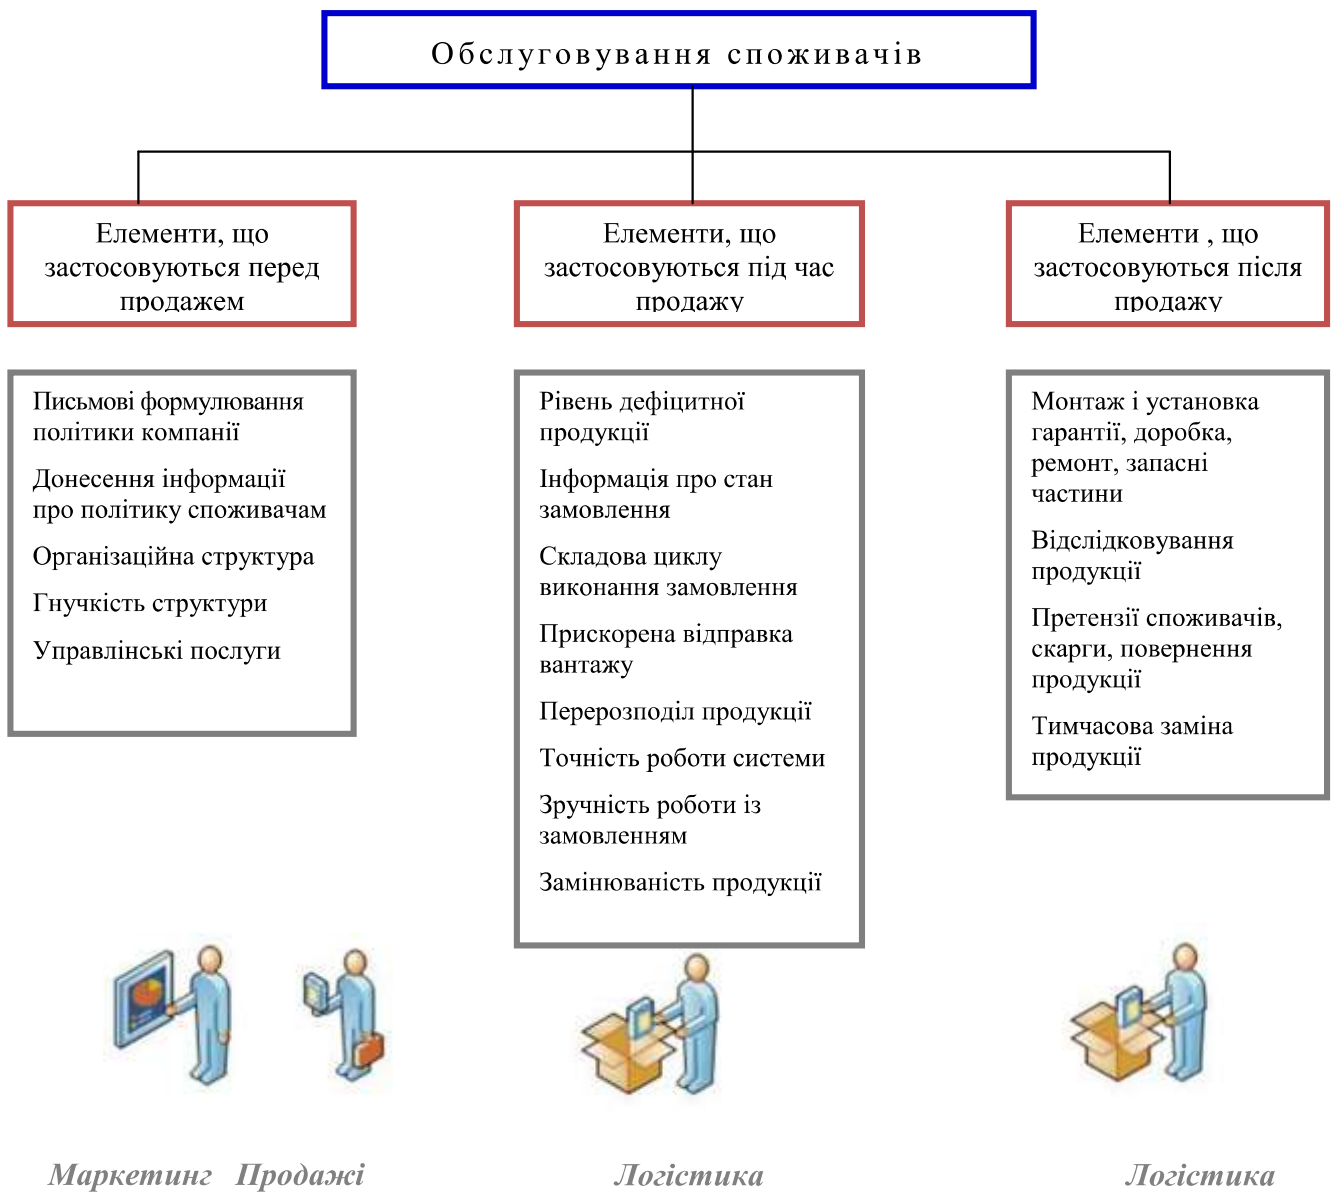 Обслуговування споживачів
Елементи, що
застосовуються перед
продажем
Елементи, що
застосовуються під час
продажу
Елементи , що
застосовуються після
продажу
Письмові формулювання
політики компанії
Донесення інформації
про політику споживачам
Організаційна структура
Гнучкість структури
Управлінські послуги
Рівень дефіцитної
продукції
Інформація про стан
замовлення
Складова циклу
виконання замовлення
Прискорена відправка
вантажу
Перерозподіл продукції
Точність роботи системи
Зручність роботи із
замовленням
Замінюваність продукції
Монтаж і установка
гарантії, доробка,
ремонт, запасні
частини
Відслідковування
продукції
Претензії споживачів,
скарги, повернення
продукції
Тимчасова заміна
продукції
Маркетинг Продажі
Логістика
Логістика